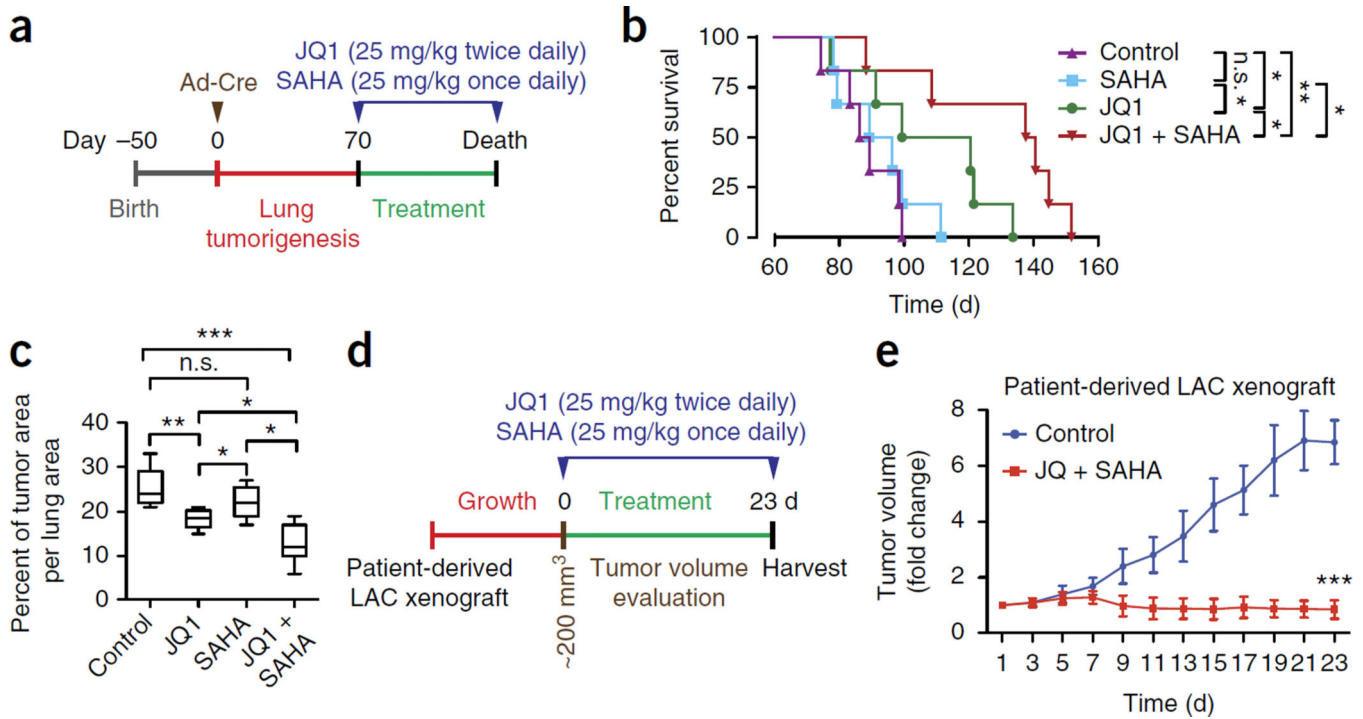 a
JQ1 (25 mg/kg twice daily)
SAHA (25 mg/kg once daily)
Ad-Cre
Day –50 0 70 Death
Birth Lung tumorigenesis Treatment
b
Percent survival
100
75
50
25
0
60 80 100 120 140 160
Time (d)
Control
SAHA
JQ1
JQ1 + SAHA
n.s. * * * ** *
c
Percent of tumor area
per lung area
40
30
20
10
0
***
n.s.
** * * *
Control JQ1 SAHA JQ1 + SAHA
d
JQ1 (25 mg/kg twice daily)
SAHA (25 mg/kg once daily)
Growth 0 Treatment 23 d
Patient-derived
LAC xenograft
~200 mm³
Tumor volume
evaluation
Harvest
e
Patient-derived LAC xenograft
Tumor volume
(fold change)
8
6
4
2
0
Control
JQ + SAHA
***
1 3 5 7 9 11 13 15 17 19 21 23
Time (d)